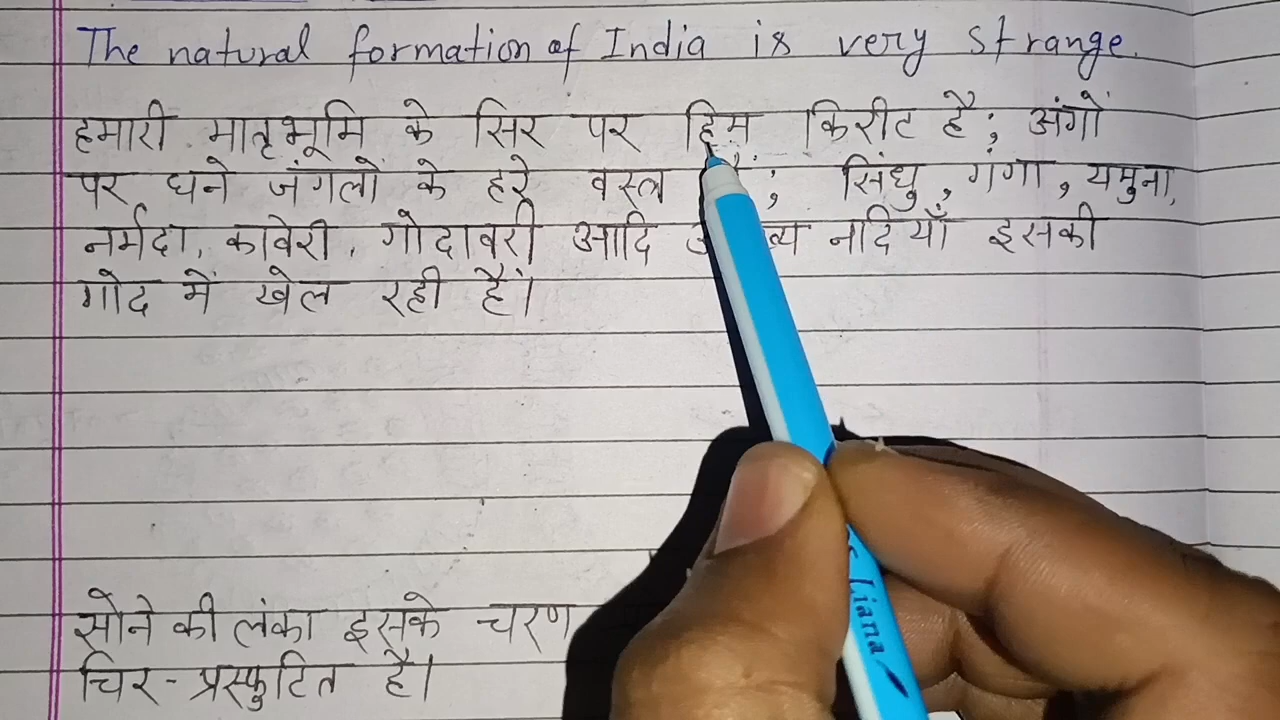 The natural formation of India is very strange.
हमारी मातृभूमि के सिर पर हिम किरीट है; अंगों
पर घने जंगलों के हरे वस्त्र ; सिंधु, गंगा, यमुना,
नर्मदा, कावेरी, गोदावरी आदि नदियाँ इसकी
गोद में खेल रही हैं।
सोने की लंका इसके चरण
चिर-प्रस्फुटित है।
Liana